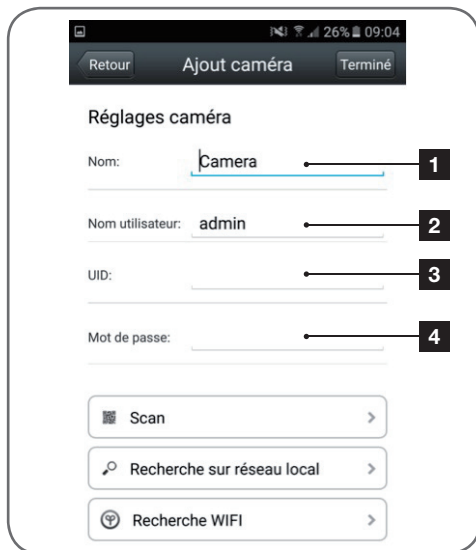 26% 09:04
Retour Ajout caméra Terminé
Réglages caméra
Nom: Camera 1
Nom utilisateur: admin 2
UID: 3
Mot de passe: 4
Scan
Recherche sur réseau local
Recherche WIFI